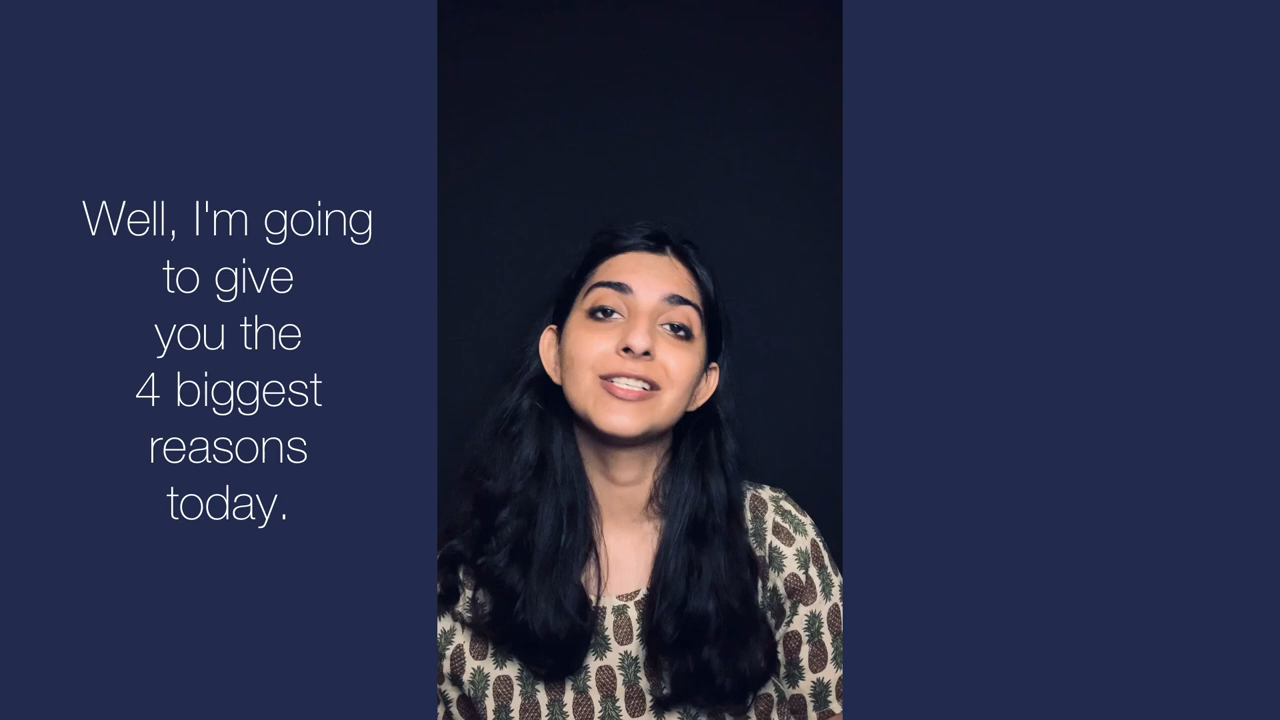 Well, I'm going
to give
you the
4 biggest
reasons
today.